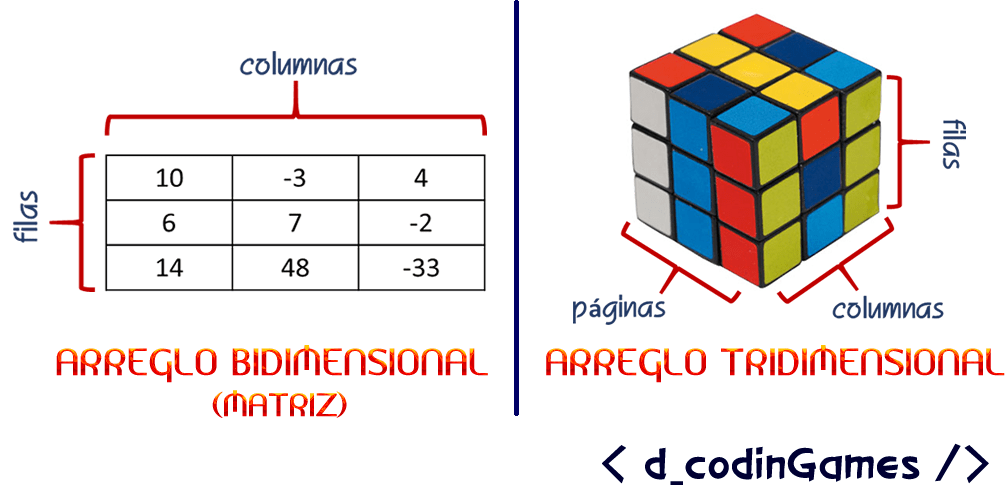 columnas
filas
10 -3 4
6 7 -2
14 48 -33
ARREGLO BIDIMENSIONAL
(MATRIZ)
filas
páginas
columnas
ARREGLO TRIDIMENSIONAL
< d_codinGames />